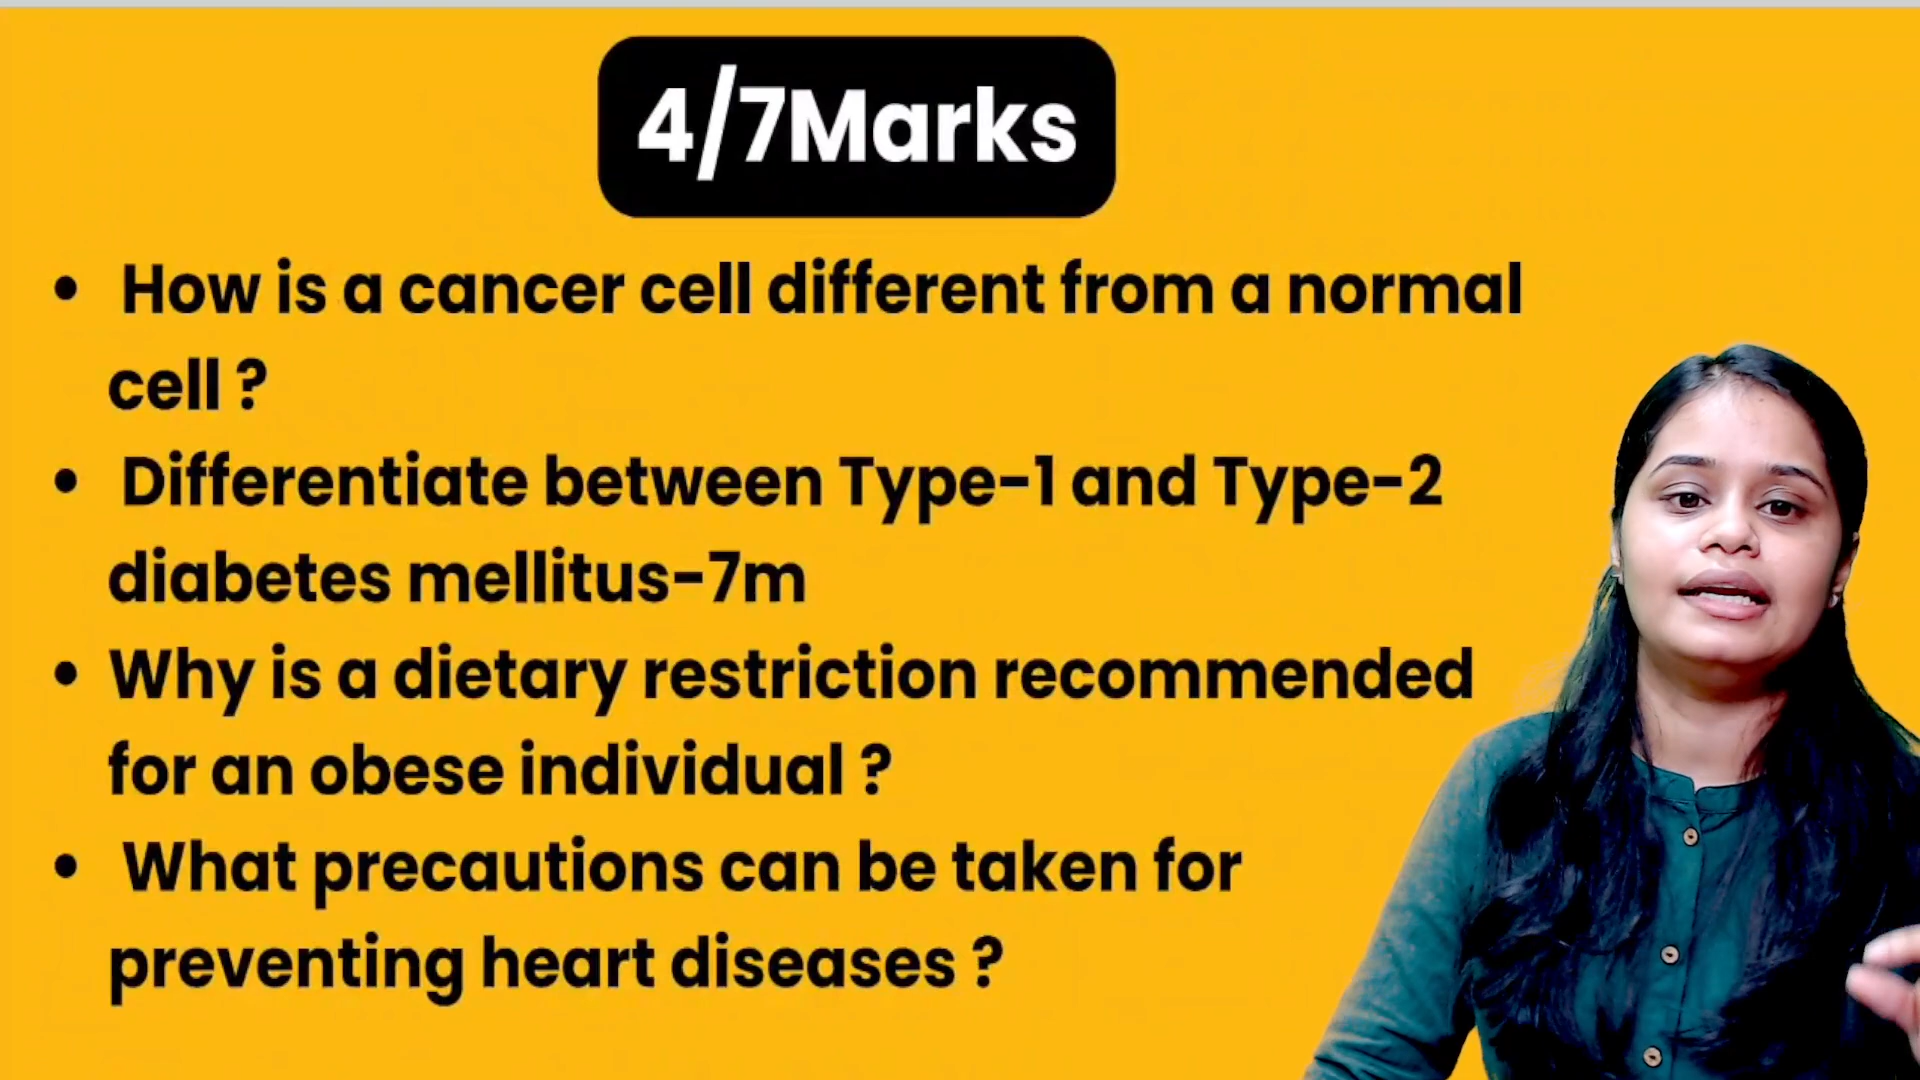 4/7Marks
• How is a cancer cell different from a normal
cell ?
• Differentiate between Type-1 and Type-2
diabetes mellitus-7m
• Why is a dietary restriction recommended
for an obese individual ?
• What precautions can be taken for
preventing heart diseases ?